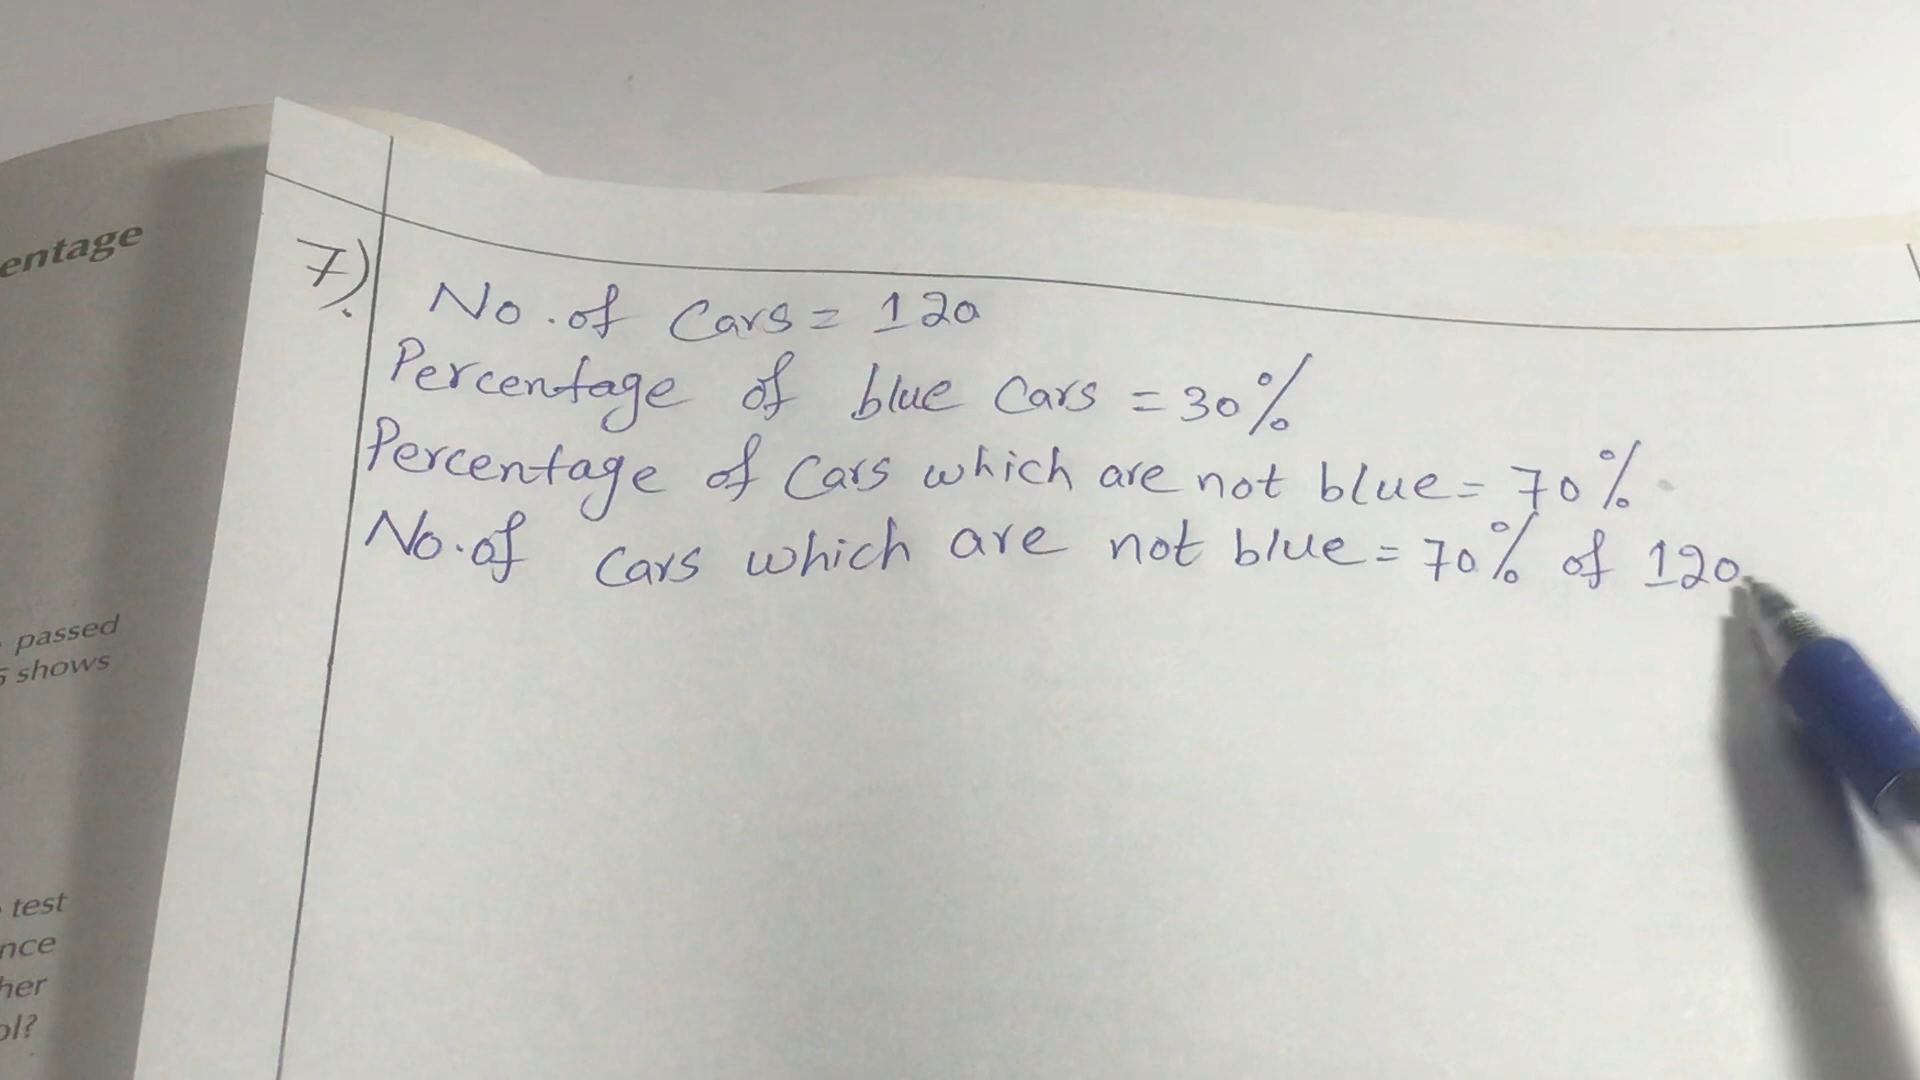 entage
passed
shows
test
nce
her
ol?
7).
No. of Cars = 120
Percentage of blue Cars = 30%
Percentage of Cars which are not blue = 70%
No. of Cars which are not blue = 70% of 120